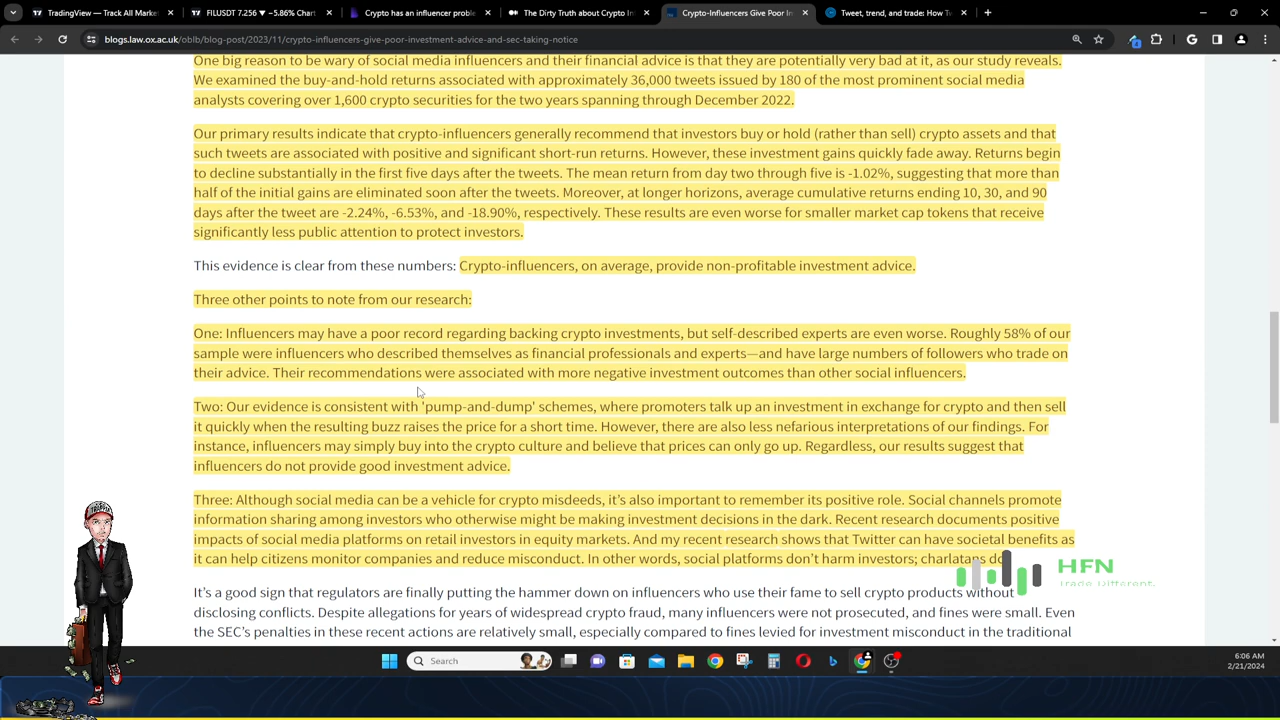 TradingView — Track All Market
FILUSDT 7.256 ▼ −5.86% Chart
Crypto has an influencer proble
The Dirty Truth about Crypto In
Crypto-Influencers Give Poor In
Tweet, trend, and trade: How Tw
blogs.law.ox.ac.uk/oblb/blog-post/2023/11/crypto-influencers-give-poor-investment-advice-and-sec-taking-notice
One big reason to be wary of social media influencers and their financial advice is that they are potentially very bad at it, as our study reveals.
We examined the buy-and-hold returns associated with approximately 36,000 tweets issued by 180 of the most prominent social media
analysts covering over 1,600 crypto securities for the two years spanning through December 2022.
Our primary results indicate that crypto-influencers generally recommend that investors buy or hold (rather than sell) crypto assets and that
such tweets are associated with positive and significant short-run returns. However, these investment gains quickly fade away. Returns begin
to decline substantially in the first five days after the tweets. The mean return from day two through five is -1.02%, suggesting that more than
half of the initial gains are eliminated soon after the tweets. Moreover, at longer horizons, average cumulative returns ending 10, 30, and 90
days after the tweet are -2.24%, -6.53%, and -18.90%, respectively. These results are even worse for smaller market cap tokens that receive
significantly less public attention to protect investors.
This evidence is clear from these numbers: Crypto-influencers, on average, provide non-profitable investment advice.
Three other points to note from our research:
One: Influencers may have a poor record regarding backing crypto investments, but self-described experts are even worse. Roughly 58% of our
sample were influencers who described themselves as financial professionals and experts—and have large numbers of followers who trade on
their advice. Their recommendations were associated with more negative investment outcomes than other social influencers.
Two: Our evidence is consistent with 'pump-and-dump' schemes, where promoters talk up an investment in exchange for crypto and then sell
it quickly when the resulting buzz raises the price for a short time. However, there are also less nefarious interpretations of our findings. For
instance, influencers may simply buy into the crypto culture and believe that prices can only go up. Regardless, our results suggest that
influencers do not provide good investment advice.
Three: Although social media can be a vehicle for crypto misdeeds, it's also important to remember its positive role. Social channels promote
information sharing among investors who otherwise might be making investment decisions in the dark. Recent research documents positive
impacts of social media platforms on retail investors in equity markets. And my recent research shows that Twitter can have societal benefits as
it can help citizens monitor companies and reduce misconduct. In other words, social platforms don't harm investors; charlatans do
HFN
Trade Different.
It's a good sign that regulators are finally putting the hammer down on influencers who use their fame to sell crypto products without
disclosing conflicts. Despite allegations for years of widespread crypto fraud, many influencers were not prosecuted, and fines were small. Even
the SEC's penalties in these recent actions are relatively small, especially compared to fines levied for investment misconduct in the traditional
Search
6:06 AM
2/21/2024